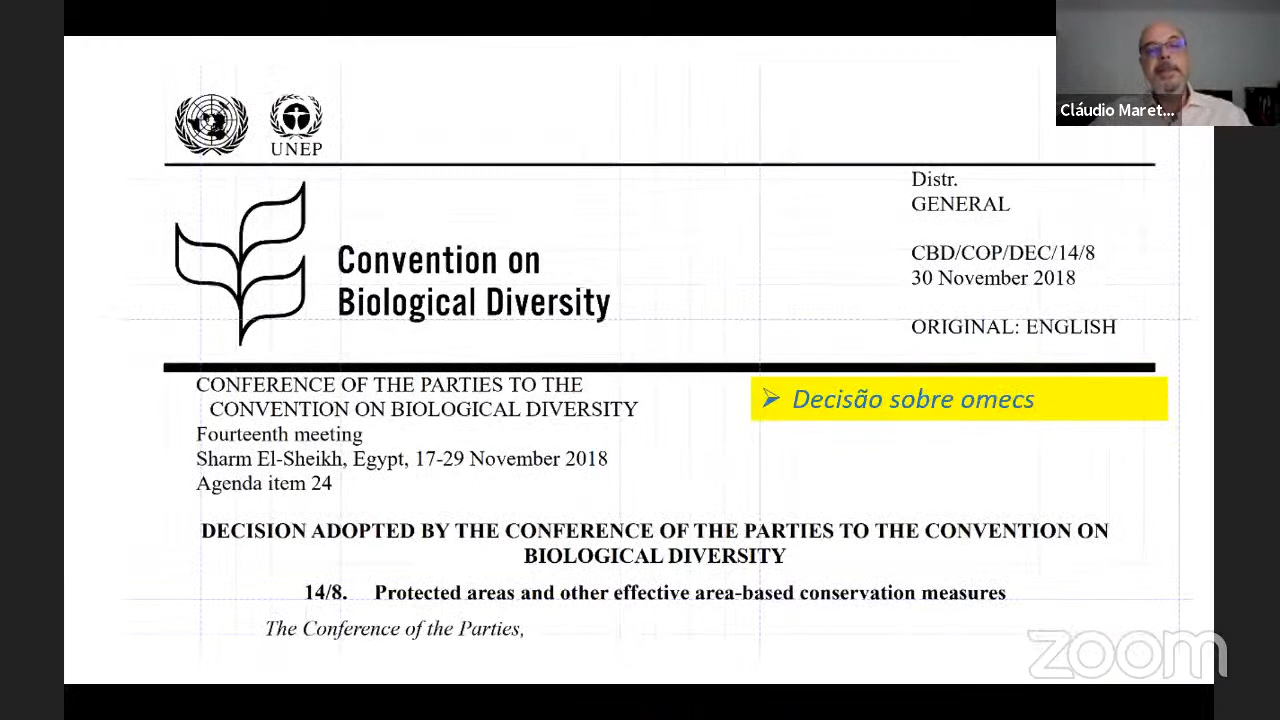 UNEP
Convention on
Biological Diversity
Distr.
GENERAL
CBD/COP/DEC/14/8
30 November 2018
ORIGINAL: ENGLISH
CONFERENCE OF THE PARTIES TO THE
CONVENTION ON BIOLOGICAL DIVERSITY
Fourteenth meeting
Sharm El-Sheikh, Egypt, 17-29 November 2018
Agenda item 24
➢ Decisão sobre omecs
DECISION ADOPTED BY THE CONFERENCE OF THE PARTIES TO THE CONVENTION ON
BIOLOGICAL DIVERSITY
14/8. Protected areas and other effective area-based conservation measures
The Conference of the Parties,
Cláudio Maret...
zoom